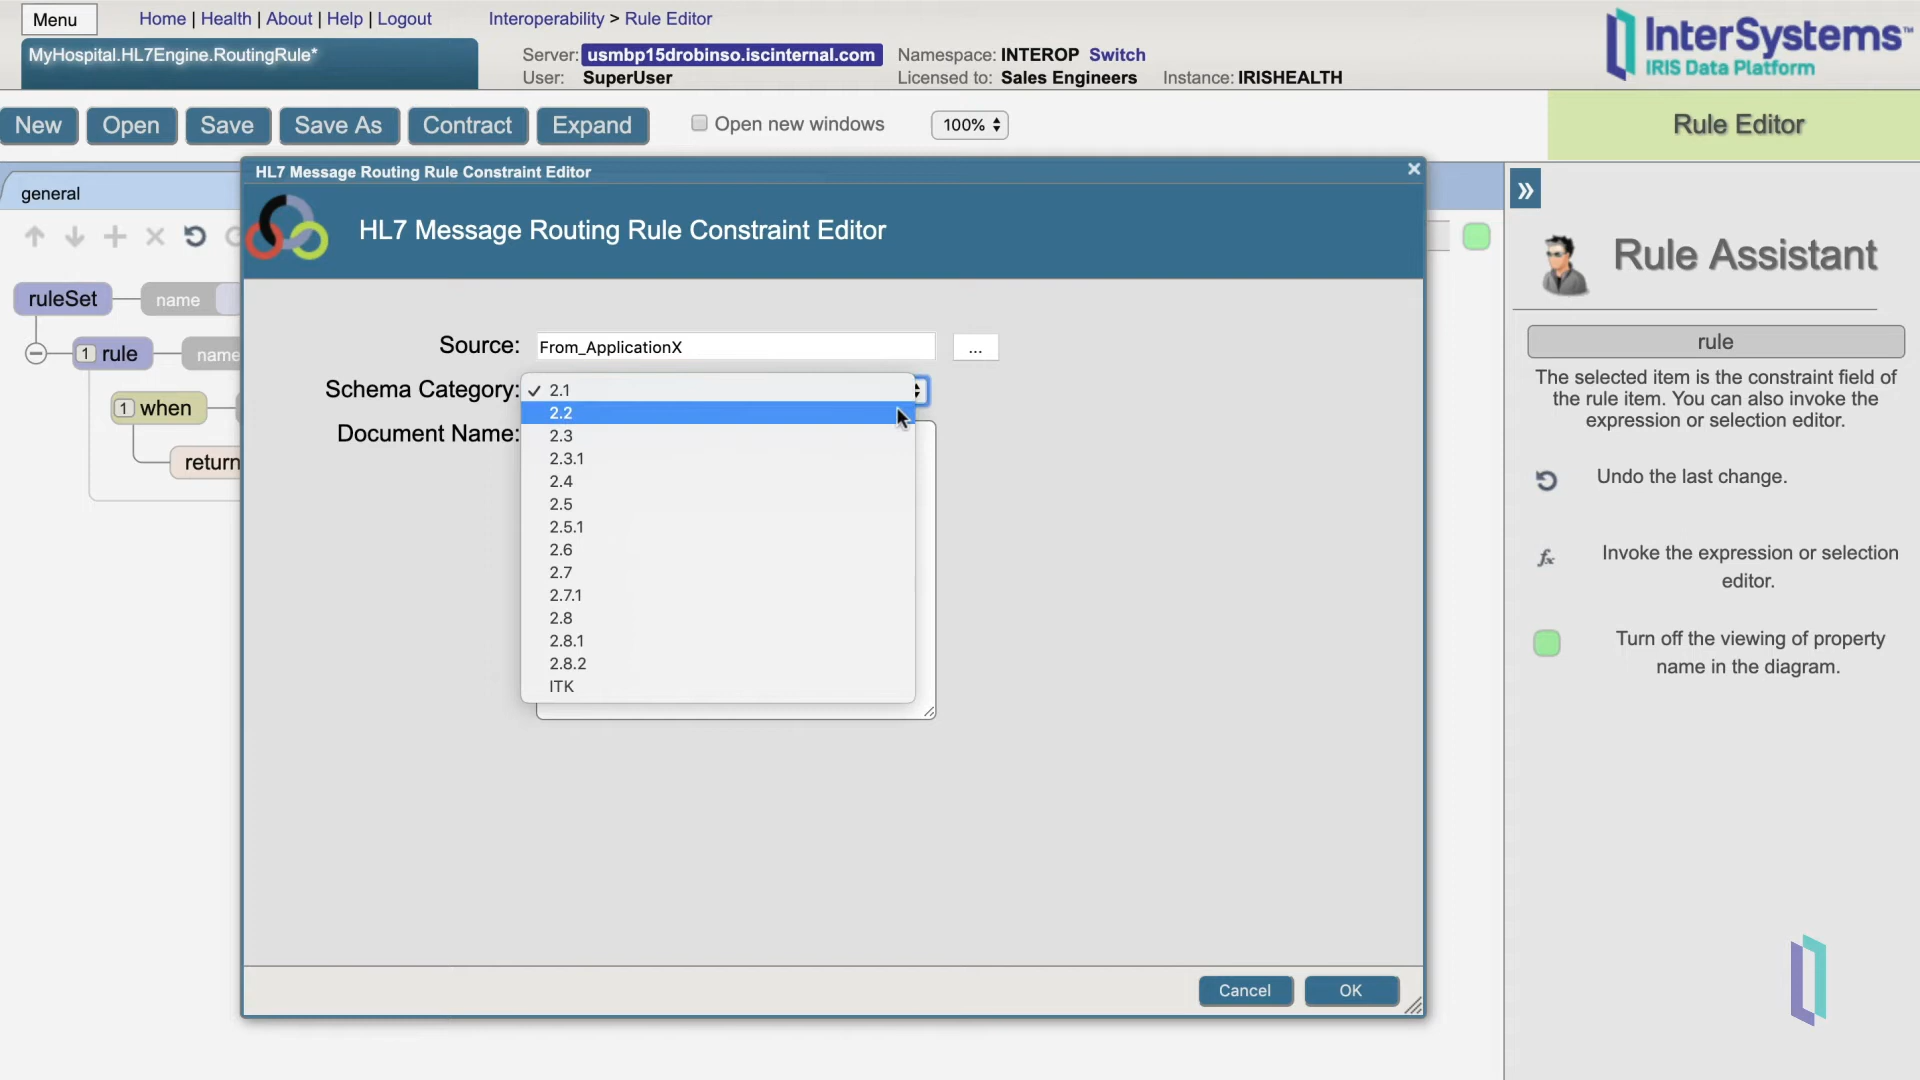 Menu
Home | Health | About | Help | Logout
Interoperability > Rule Editor
MyHospital.HL7Engine.RoutingRule*
Server: usmbp15drobinso.iscinternal.com
Namespace: INTEROP Switch
User: SuperUser
Licensed to: Sales Engineers
Instance: IRISHEALTH
InterSystems™
IRIS Data Platform
New
Open
Save
Save As
Contract
Expand
Open new windows
100%
Rule Editor
general
ruleSet
name
1 rule
name
1 when
return
HL7 Message Routing Rule Constraint Editor
HL7 Message Routing Rule Constraint Editor
Source: From_ApplicationX
...
Schema Category:
✓ 2.1
2.2
Document Name:
2.3
2.3.1
2.4
2.5
2.5.1
2.6
2.7
2.7.1
2.8
2.8.1
2.8.2
ITK
Cancel
OK
»
Rule Assistant
rule
The selected item is the constraint field of
the rule item. You can also invoke the
expression or selection editor.
Undo the last change.
fx
Invoke the expression or selection
editor.
Turn off the viewing of property
name in the diagram.